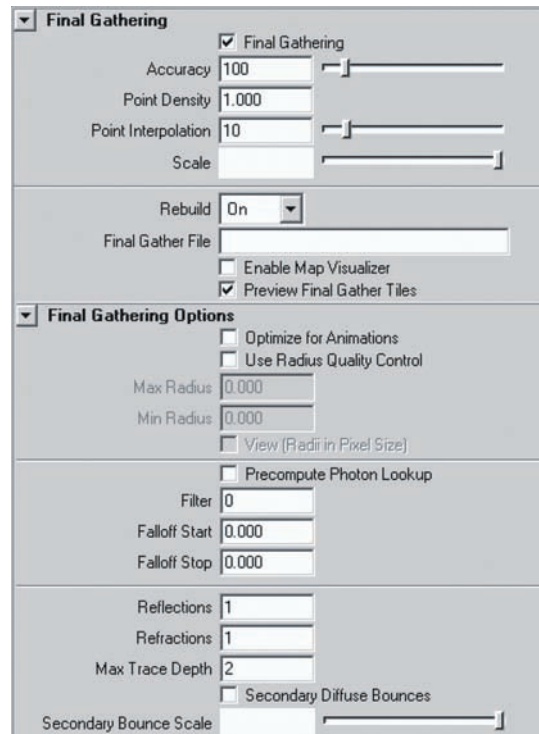 Final Gathering
Final Gathering
Accuracy 100
Point Density 1.000
Point Interpolation 10
Scale
Rebuild On
Final Gather File
Enable Map Visualizer
Preview Final Gather Tiles
Final Gathering Options
Optimize for Animations
Use Radius Quality Control
Max Radius 0.000
Min Radius 0.000
View (Radii in Pixel Size)
Precompute Photon Lookup
Filter 0
Falloff Start 0.000
Falloff Stop 0.000
Reflections 1
Refractions 1
Max Trace Depth 2
Secondary Diffuse Bounces
Secondary Bounce Scale